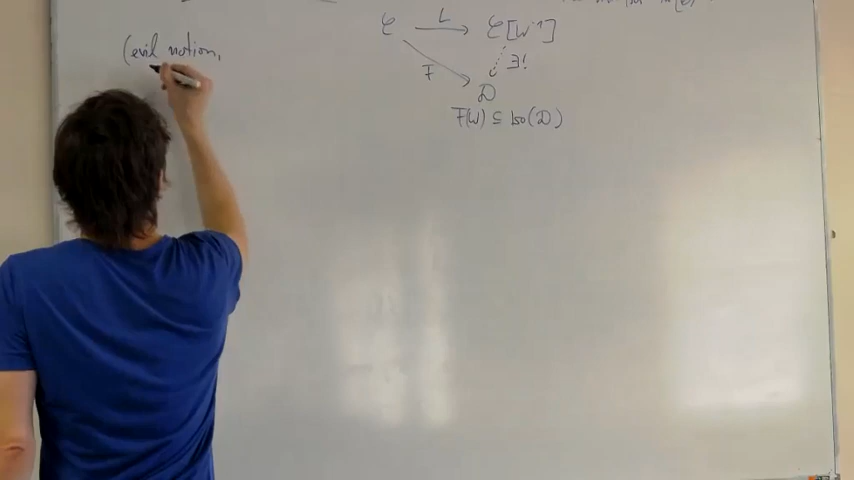 𝒞 L 𝒞[W⁻¹]
(evil notion,
F ∃!
𝒟
F(W) ⊆ Iso(𝒟)